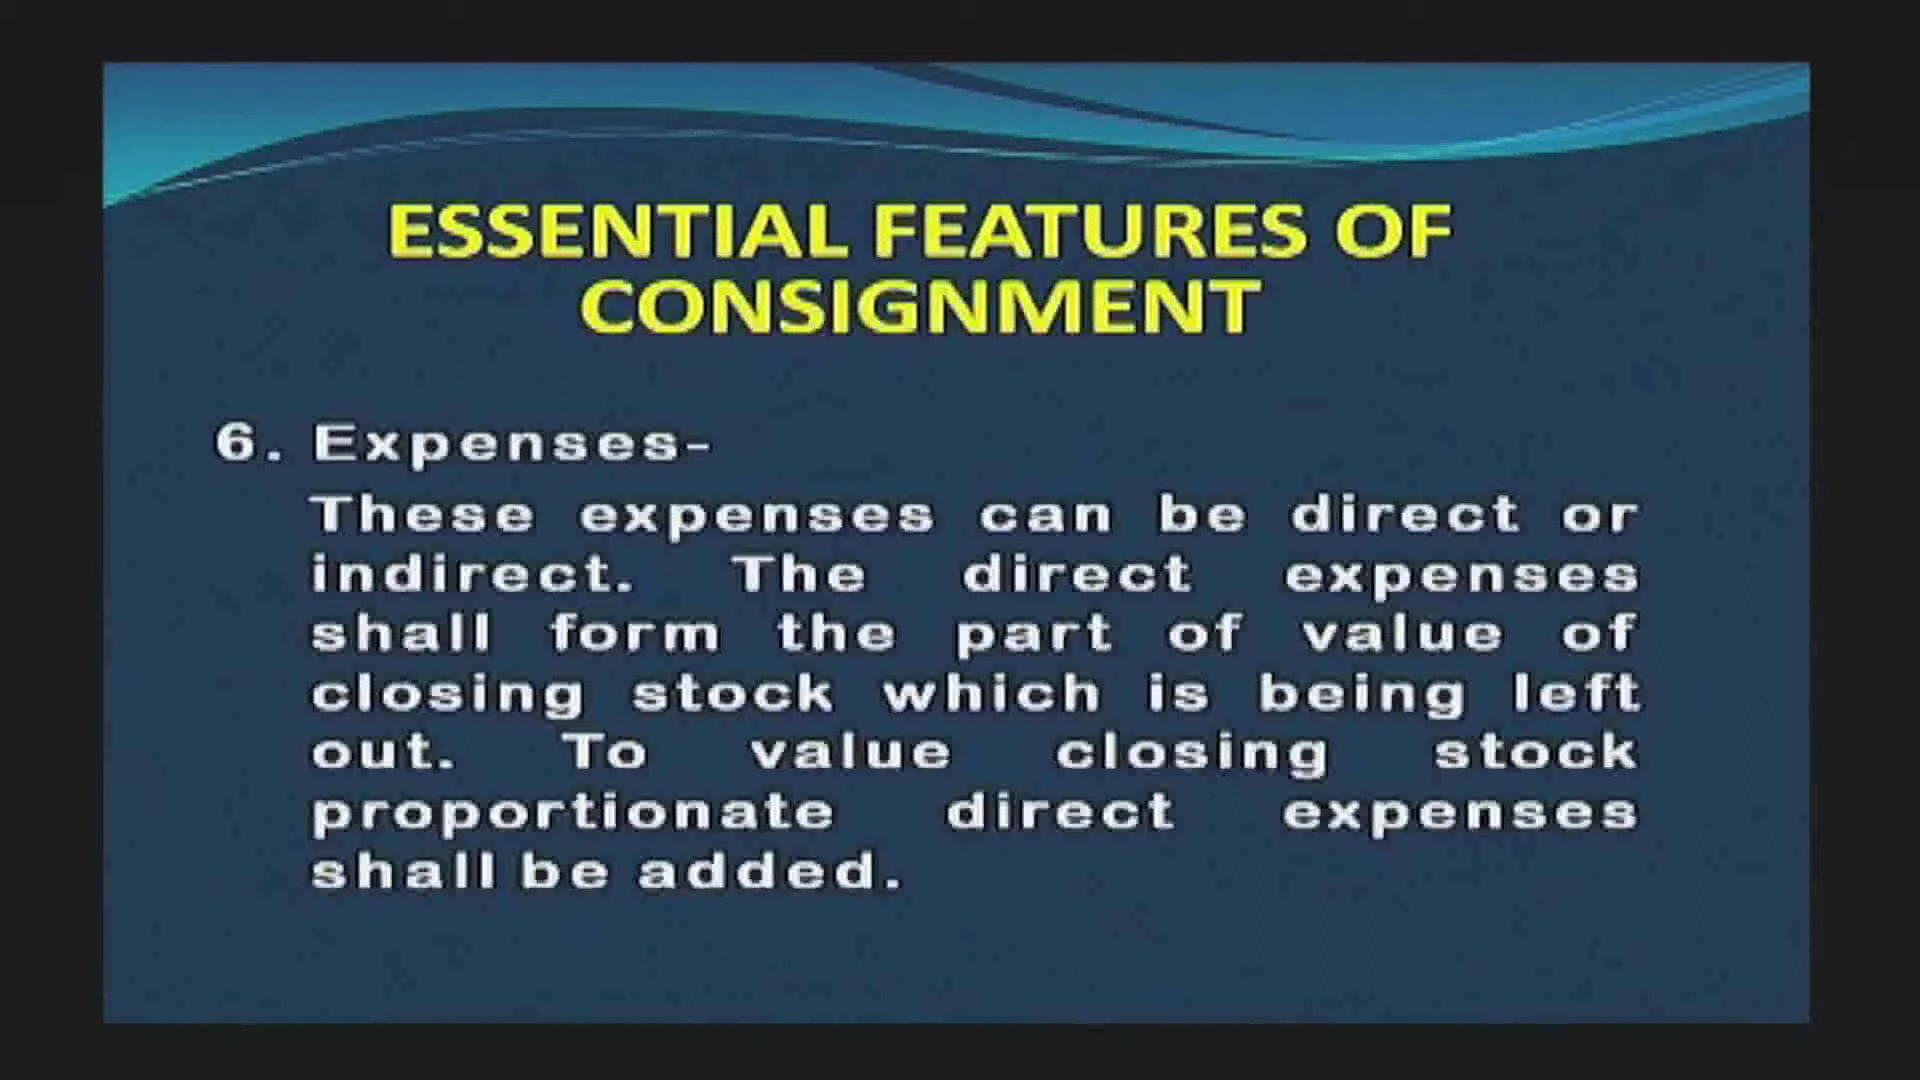 ESSENTIAL FEATURES OF
CONSIGNMENT
6. Expenses-
These expenses can be direct or
indirect. The direct expenses
shall form the part of value of
closing stock which is being left
out. To value closing stock
proportionate direct expenses
shall be added.